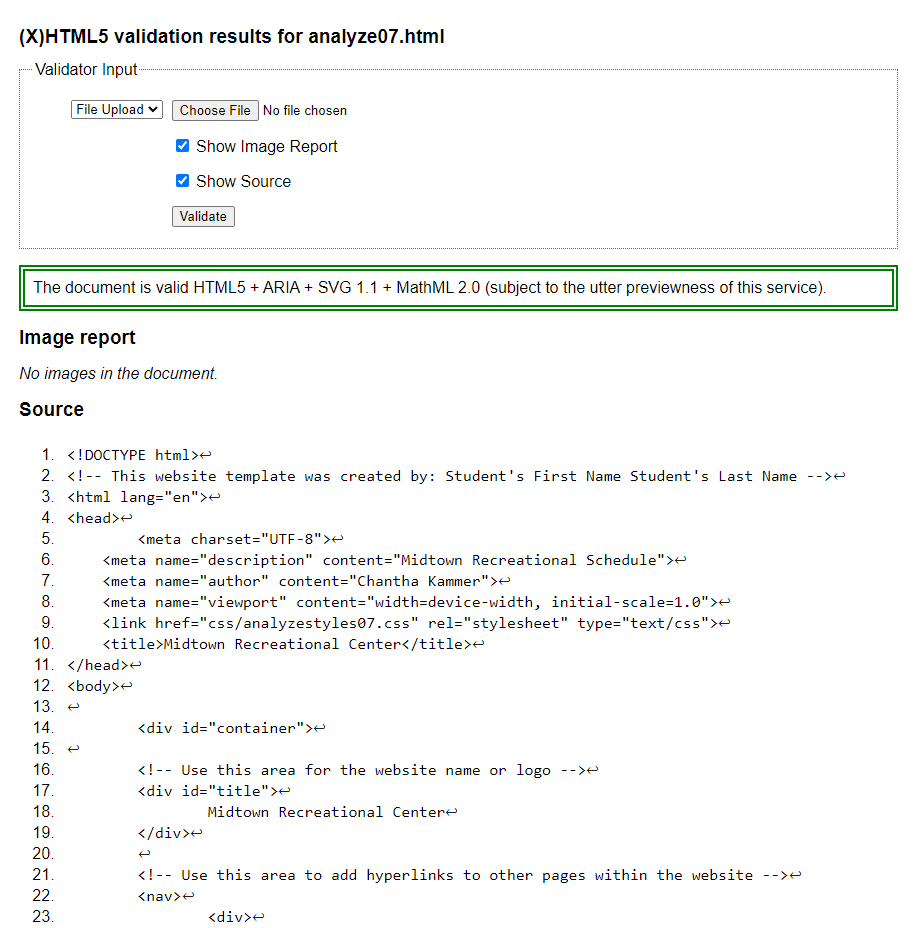 (X)HTML5 validation results for analyze07.html
Validator Input
File Upload Choose File No file chosen
Show Image Report
Show Source
Validate
The document is valid HTML5 + ARIA + SVG 1.1 + MathML 2.0 (subject to the utter previewness of this service).
Image report
No images in the document.
Source
1. <!DOCTYPE html>↩
2. <!-- This website template was created by: Student's First Name Student's Last Name -->↩
3. <html lang="en">↩
4. <head>↩
5. <meta charset="UTF-8">↩
6. <meta name="description" content="Midtown Recreational Schedule">↩
7. <meta name="author" content="Chantha Kammer">↩
8. <meta name="viewport" content="width=device-width, initial-scale=1.0">↩
9. <link href="css/analyzestyles07.css" rel="stylesheet" type="text/css">↩
10. <title>Midtown Recreational Center</title>↩
11. </head>↩
12. <body>↩
13. ↩
14. <div id="container">↩
15. ↩
16. <!-- Use this area for the website name or logo -->↩
17. <div id="title">↩
18. Midtown Recreational Center↩
19. </div>↩
20. ↩
21. <!-- Use this area to add hyperlinks to other pages within the website -->↩
22. <nav>↩
23. <div>↩